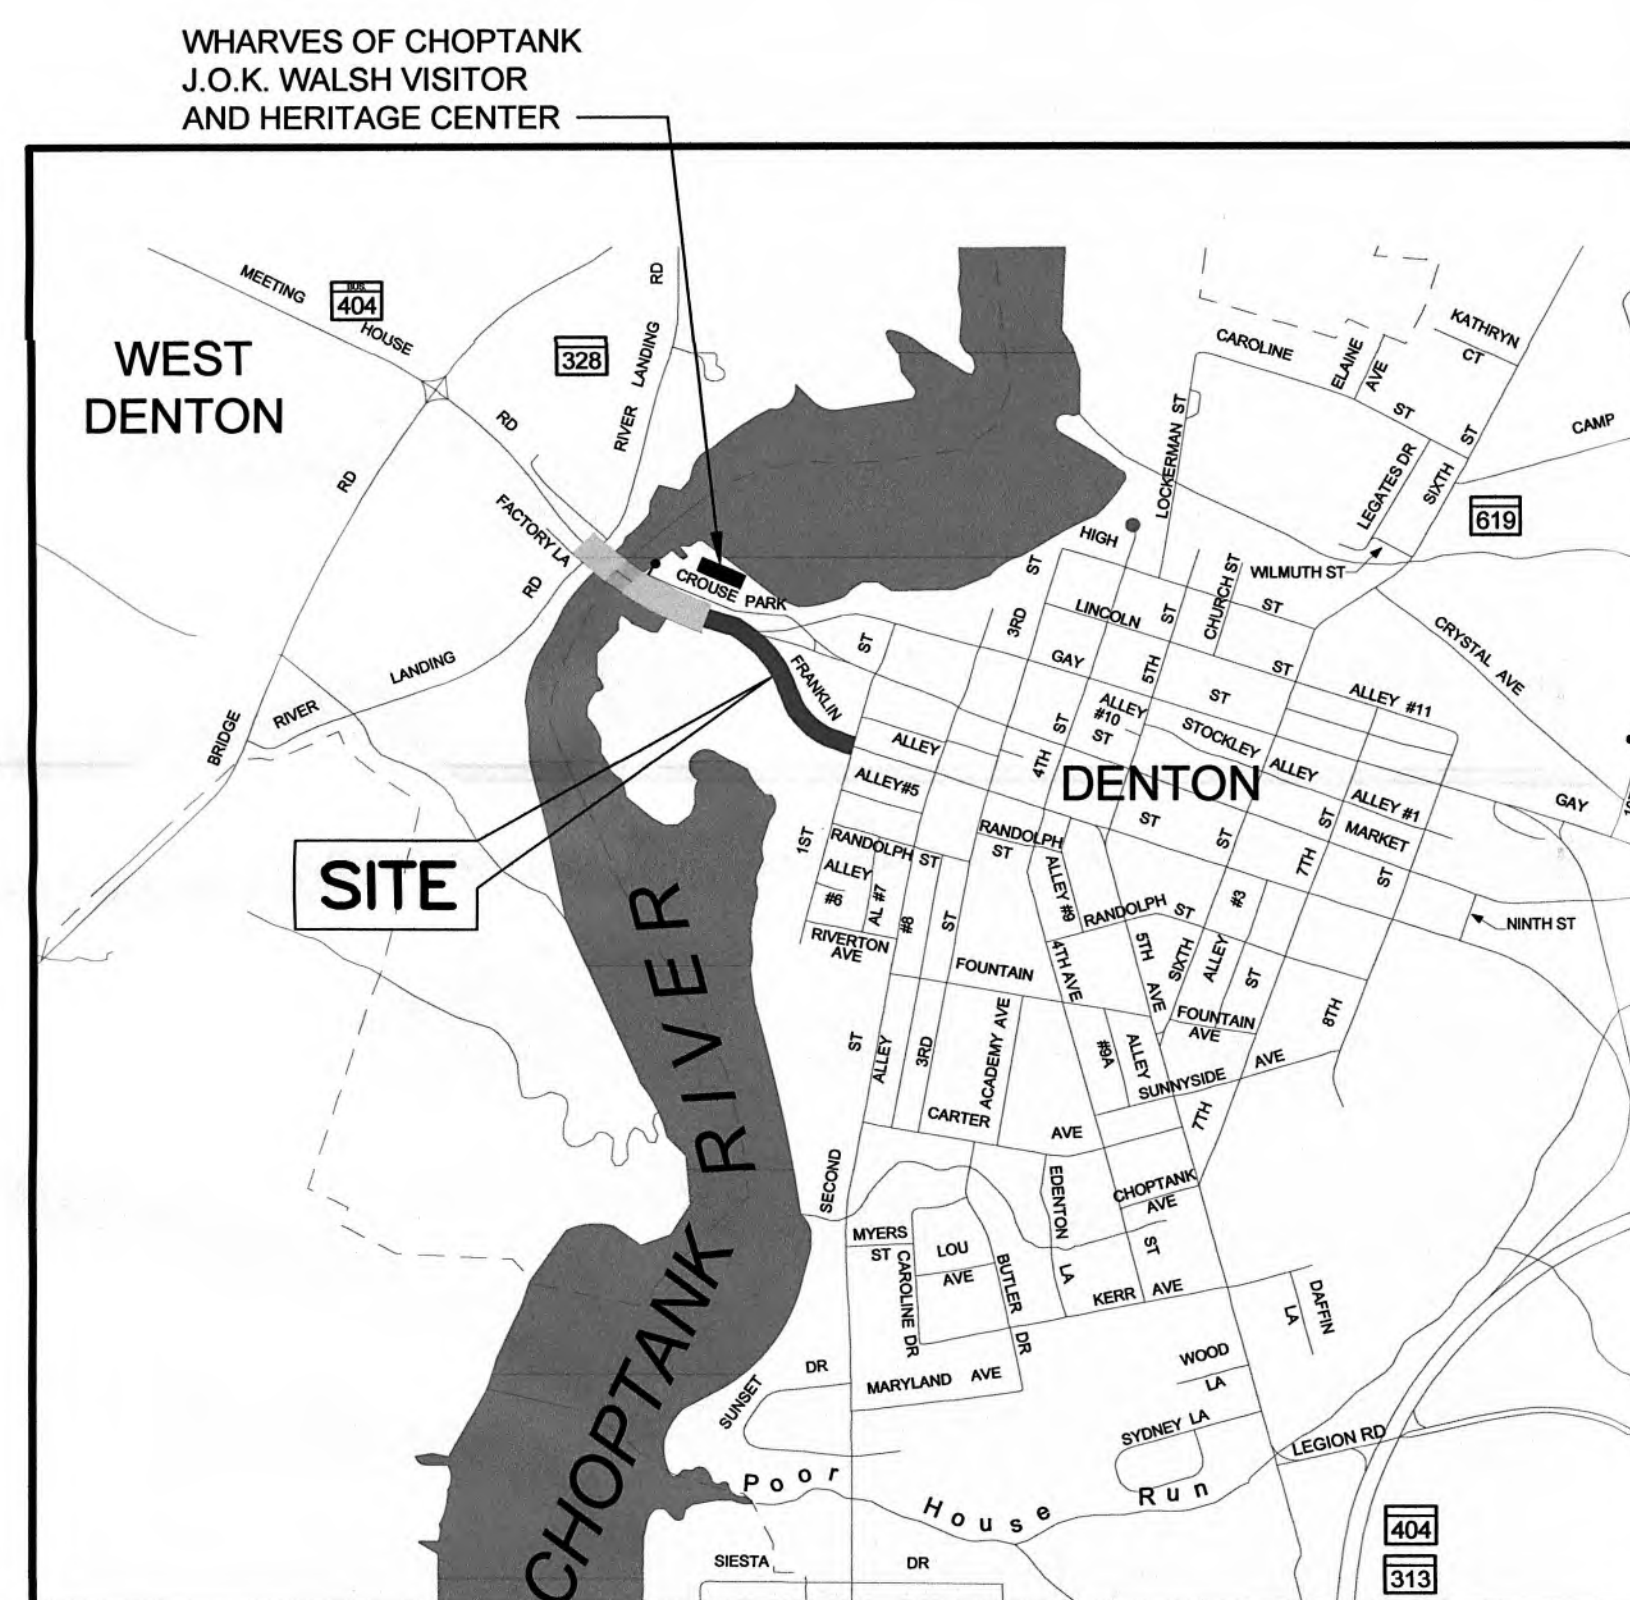 WHARVES OF CHOPTANK
J.O.K. WALSH VISITOR
AND HERITAGE CENTER
MEETING
HOUSE
RD
BUS.
404
WEST
DENTON
328
RIVER LANDING RD
FACTORY LA
RD
RD
CROUSE PARK
LANDING
RIVER
BRIDGE
FRANKLIN
ST
SITE
CHOPTANK RIVER
KATHRYN
CT
CAROLINE
ST
ELAINE
AVE
LOCKERMAN ST
CAMP
LEGATES DR
SIXTH
ST
619
HIGH
ST
3RD
ST
WILMUTH ST
CHURCH ST
LINCOLN
ST
5TH
ST
GAY
ST
CRYSTAL AVE
ALLEY #11
ALLEY
#10
ST
STOCKLEY
ALLEY
4TH
ST
DENTON
ALLEY
ALLEY#5
ALLEY #1
GAY
MARKET
ST
1ST
RANDOLPH ST
RANDOLPH
ST
ST
ST
ST
7TH
ALLEY
#6
AL #7
#8
ST
ALLEY #9
RANDOLPH ST
#3
NINTH ST
RIVERTON
AVE
4TH AVE
5TH
AVE
SIXTH
ALLEY
ST
FOUNTAIN
FOUNTAIN
AVE
8TH
ACADEMY AVE
ST
ALLEY
3RD
#9A
ALLEY
SUNNYSIDE AVE
CARTER
AVE
7TH
SECOND
EDENTON
LA
CHOPTANK
AVE
MYERS
ST
CAROLINE DR
LOU
AVE
BUTLER
DR
ST
KERR AVE
DAFFIN
LA
DR
SUNSET
MARYLAND AVE
WOOD
LA
SYDNEY LA
LEGION RD
Poor House Run
404
313
SIESTA DR